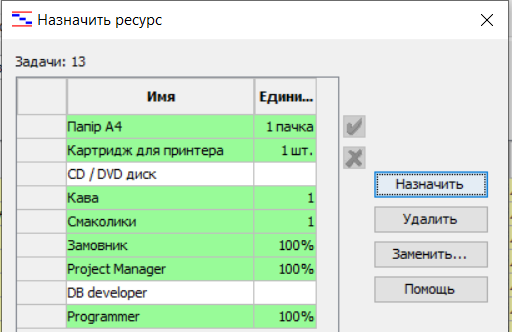 Назначить ресурс
Задачи: 13
Имя Едини...
Папір А4 1 пачка
Картридж для принтера 1 шт.
CD / DVD диск
Кава 1
Смаколики 1
Замовник 100%
Project Manager 100%
DB developer
Programmer 100%
Назначить
Удалить
Заменить...
Помощь